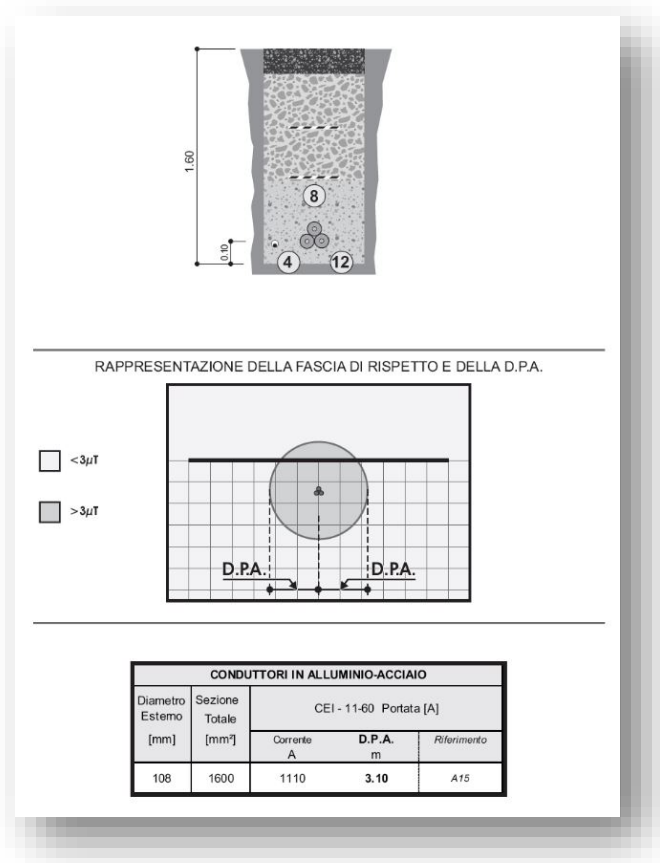 1.60
0.10
8
4 12
RAPPRESENTAZIONE DELLA FASCIA DI RISPETTO E DELLA D.P.A.
<3μT
>3μT
D.P.A. D.P.A.
CONDUTTORI IN ALLUMINIO-ACCIAIO
Diametro Esterno [mm]
Sezione Totale [mm²]
CEI - 11-60 Portata [A]
Corrente A
D.P.A. m
Riferimento
108 1600 1110 3.10 A15